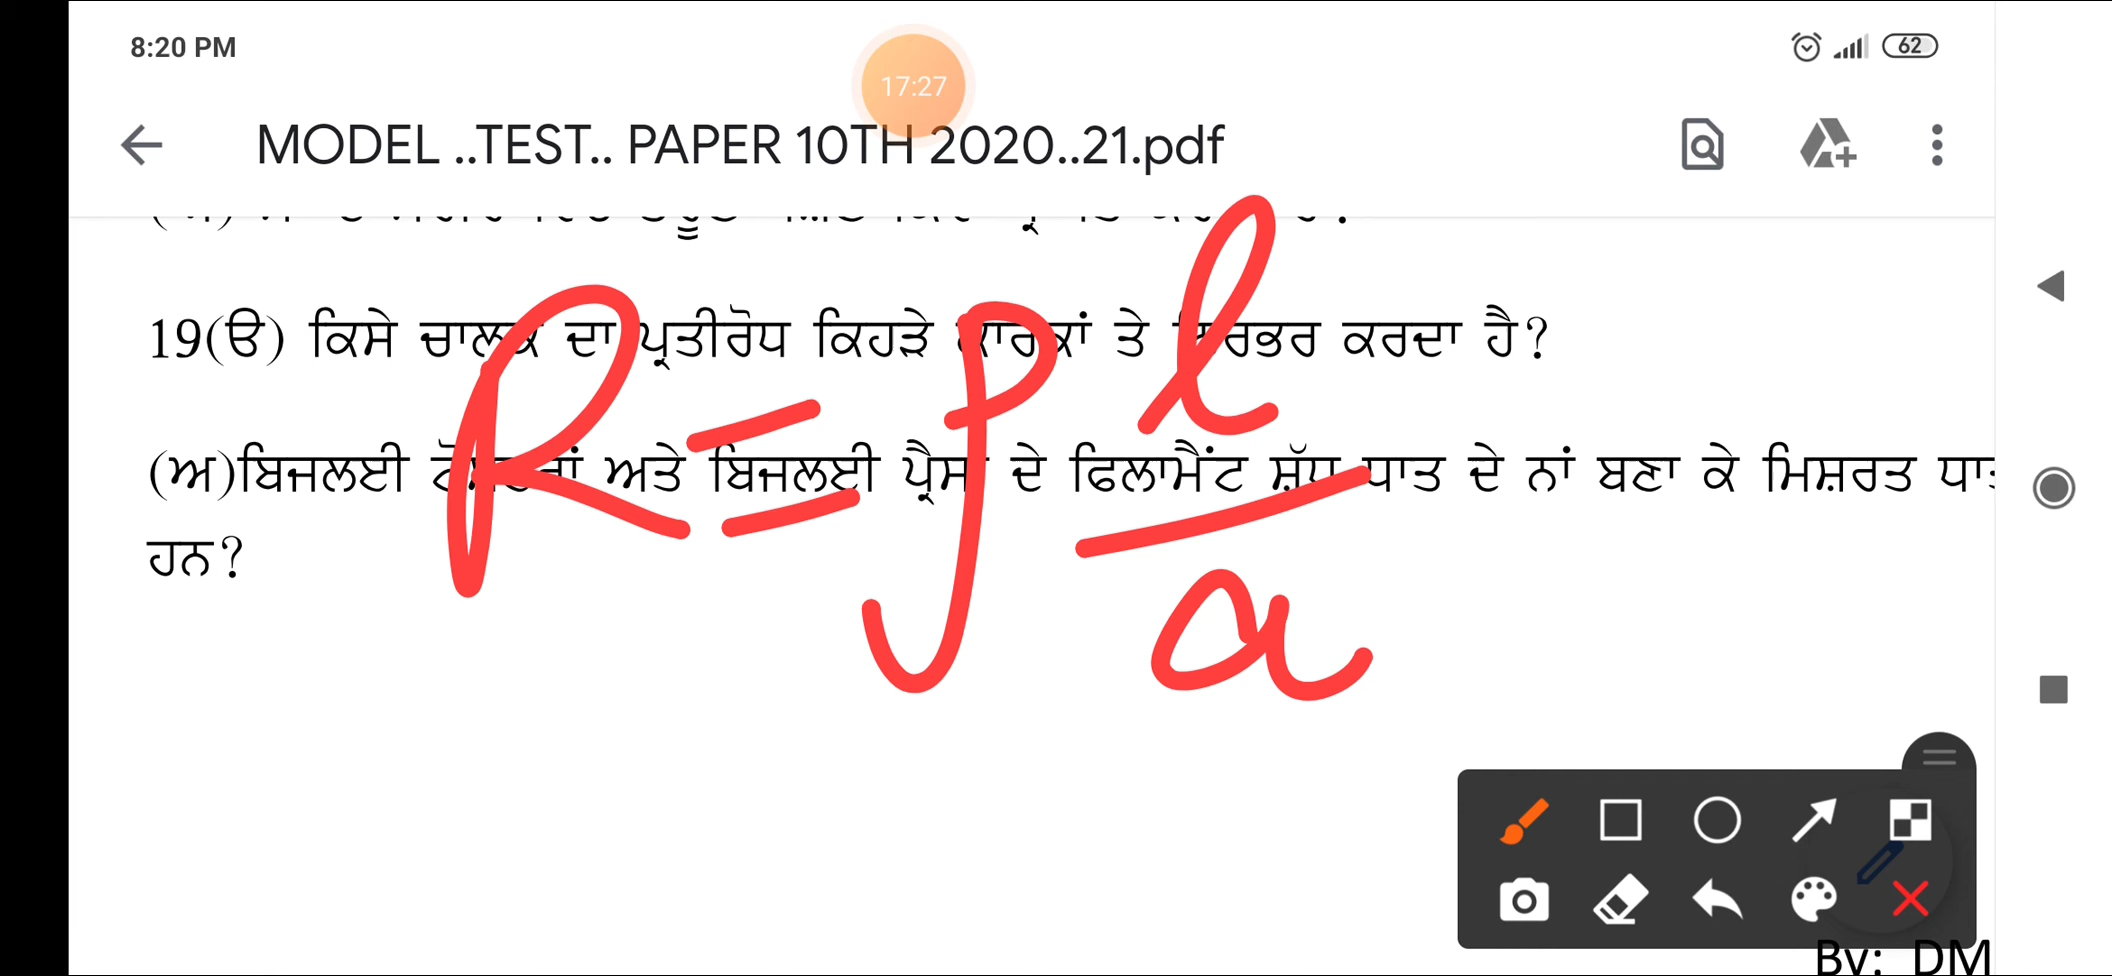 8:20 PM
17:27
62
MODEL ..TEST.. PAPER 10TH 2020..21.pdf
19(ੳ) ਕਿਸੇ ਚਾਲਕ ਦਾ ਪ੍ਰਤੀਰੋਧ ਕਿਹੜੇ ਕਾਰਕਾਂ ਤੇ ਨਿਰਭਰ ਕਰਦਾ ਹੈ?
(ਅ)ਬਿਜਲਈ ਟੋਸਟਰਾਂ ਅਤੇ ਬਿਜਲਈ ਪ੍ਰੈਸ ਦੇ ਫਿਲਾਮੈਂਟ ਸ਼ੁੱਧ ਧਾਤ ਦੇ ਨਾਂ ਬਣਾ ਕੇ ਮਿਸ਼ਰਤ
ਹਨ?
R = ρ l / a
By: DM